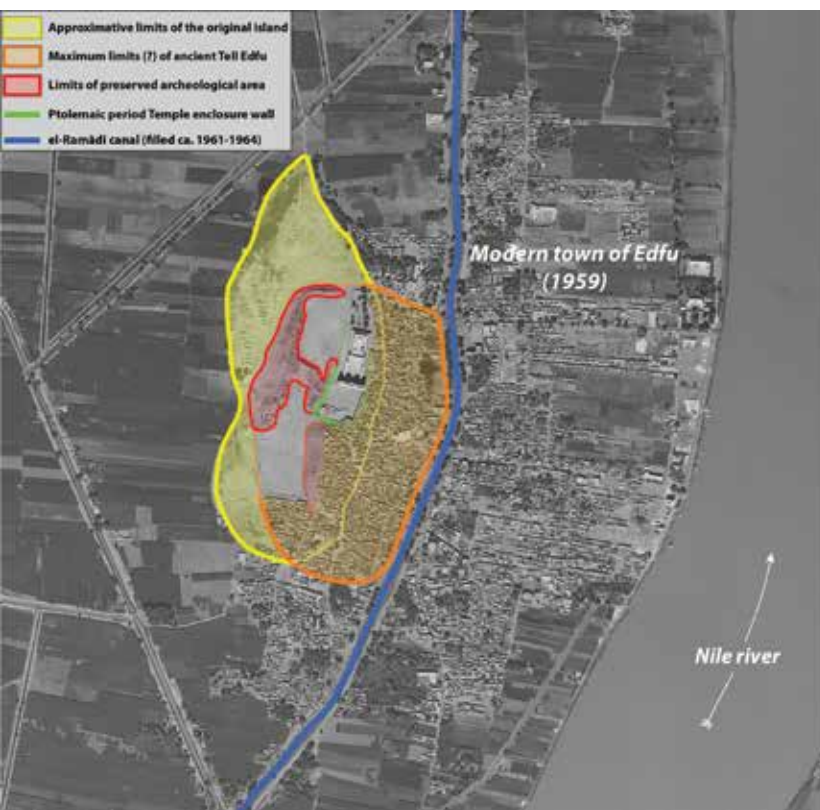 Approximative limits of the original island
Maximum limits (?) of ancient Tell Edfu
Limits of preserved archeological area
Ptolemaic period Temple enclosure wall
el-Ramâdi canal (filled ca. 1961-1964)
Modern town of Edfu
(1959)
Nile river